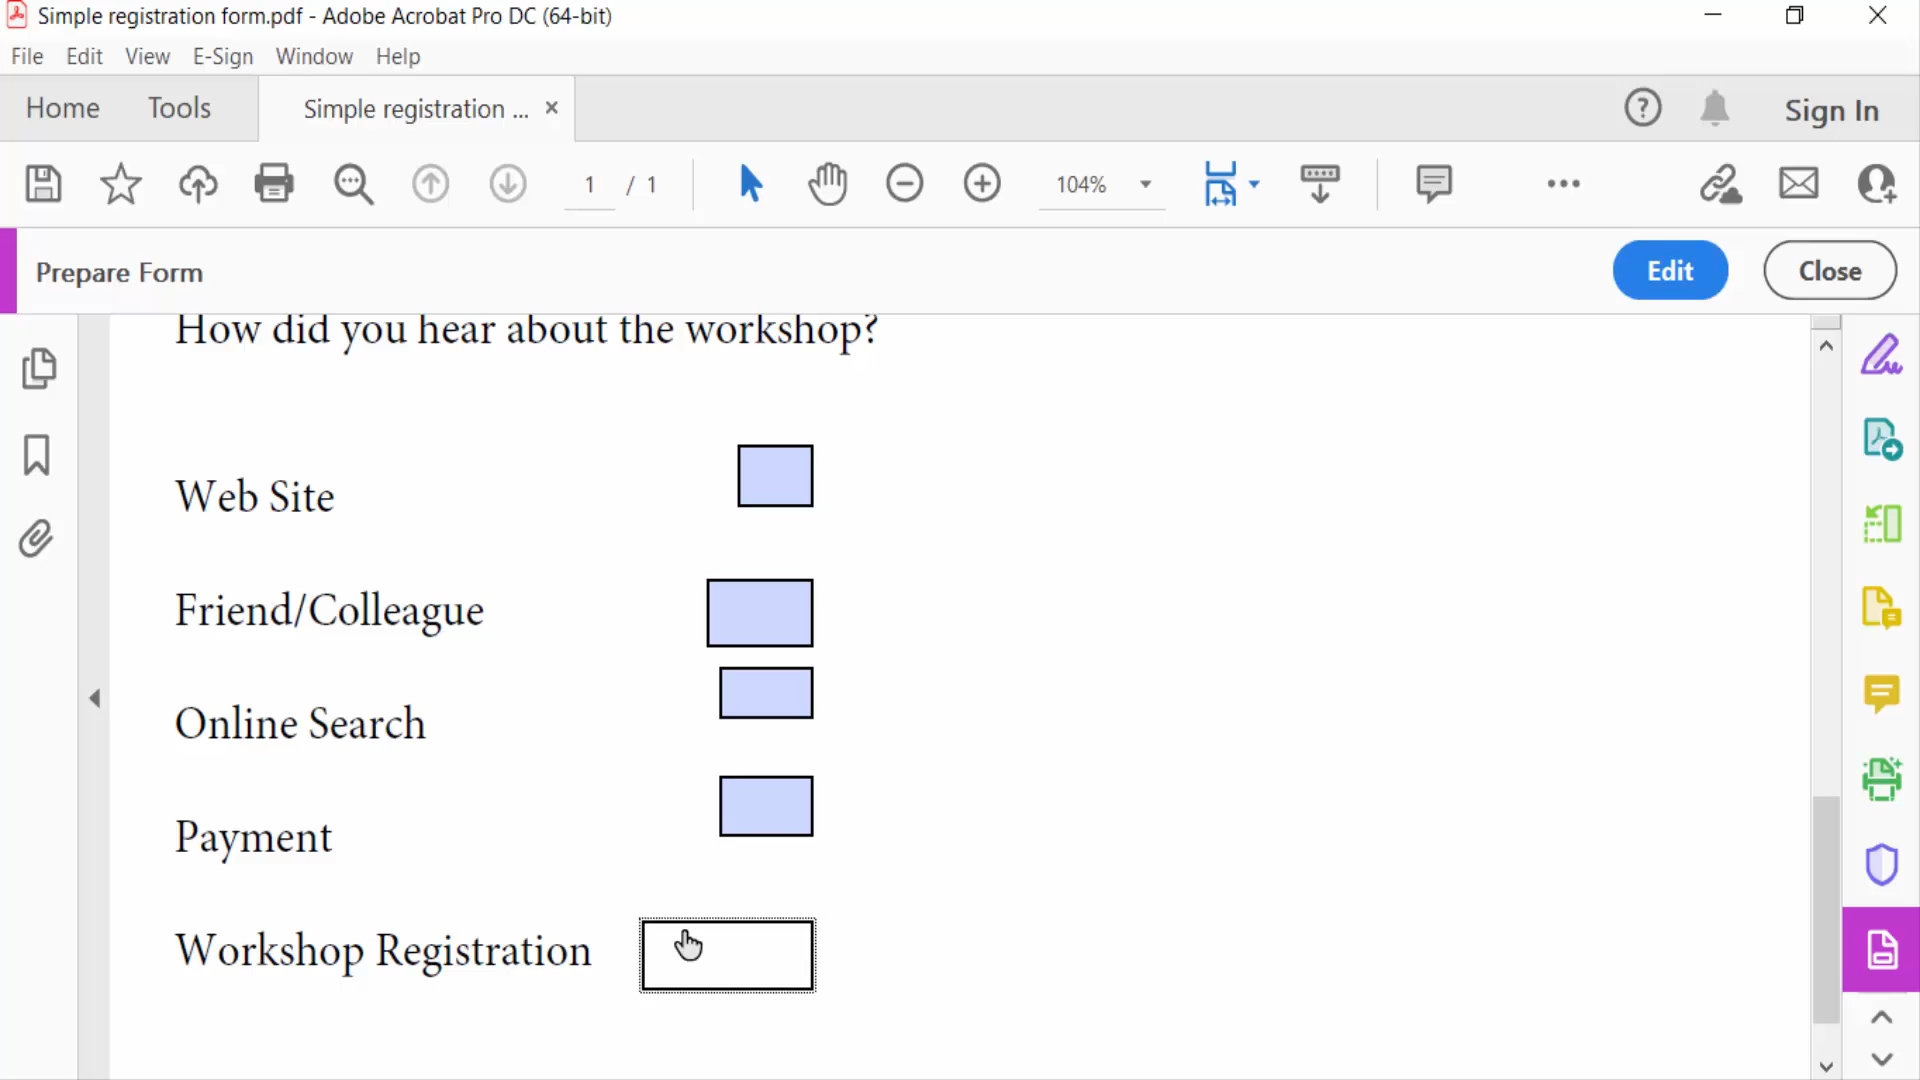 Simple registration form.pdf - Adobe Acrobat Pro DC (64-bit)
File Edit View E-Sign Window Help
Home Tools Simple registration ... × Sign In
1 / 1 104%
Prepare Form Edit Close
How did you hear about the workshop?
Web Site
Friend/Colleague
Online Search
Payment
Workshop Registration